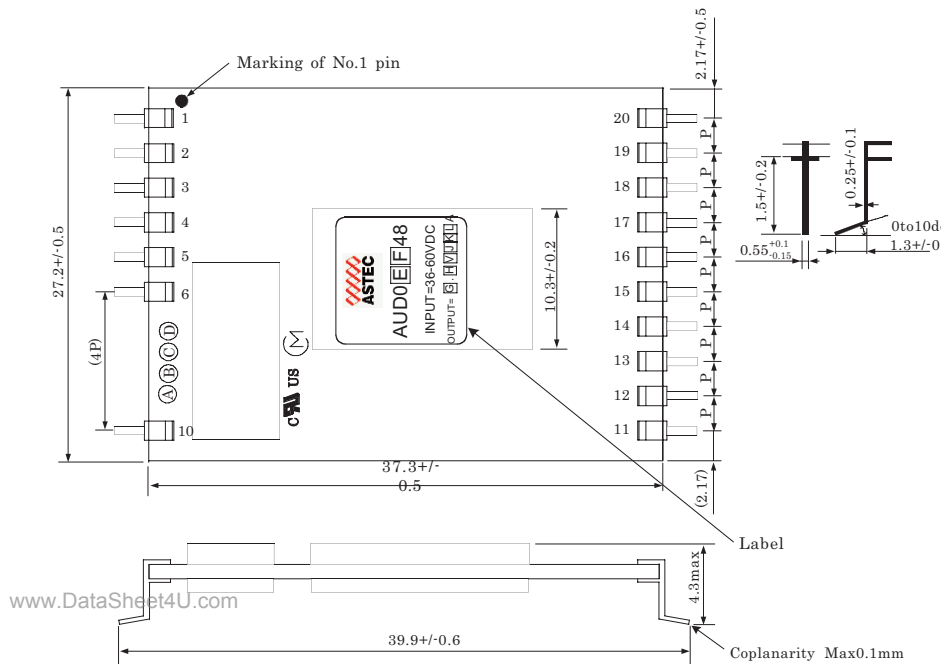 Marking of No.1 pin
2.17+/-0.5
1
2
3
4
5
6
10
20
19
18
17
16
15
14
13
12
11
P
P
P
P
P
P
P
P
P
27.2+/-0.5
(4P)
A B C D
C US
M
ASTEC
AUD0EF48
INPUT=36-60VDC
OUTPUT= G . H V J K L A
10.3+/-0.2
1.5+/-0.2
0.25+/-0.1
0.55 +0.1 -0.15
0to10de
1.3+/-0
37.3+/-
0.5
(2.17)
Label
4.3max
www.DataSheet4U.com
39.9+/-0.6
Coplanarity Max0.1mm